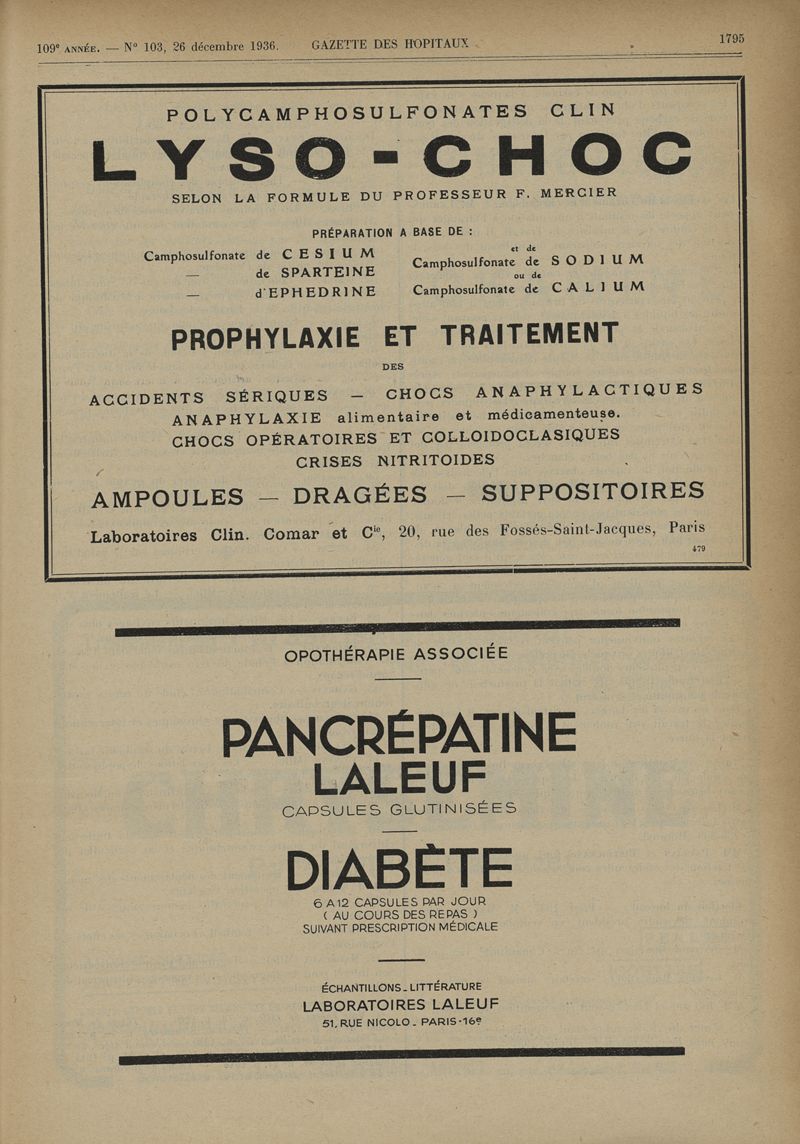 109e ANNÉE. — N° 103, 26 décembre 1936. GAZETTE DES HOPITAUX 1795
POLYCAMPHOSULFONATES CLIN
LYSO-CHOC
SELON LA FORMULE DU PROFESSEUR F. MERCIER
PRÉPARATION A BASE DE :
Camphosulfonate de CESIUM
— de SPARTEINE
— d'EPHEDRINE
et de
Camphosulfonate de SODIUM
ou de
Camphosulfonate de CALIUM
PROPHYLAXIE ET TRAITEMENT
DES
ACCIDENTS SÉRIQUES — CHOCS ANAPHYLACTIQUES
ANAPHYLAXIE alimentaire et médicamenteuse.
CHOCS OPÉRATOIRES ET COLLOIDOCLASIQUES
CRISES NITRITOIDES
AMPOULES — DRAGÉES — SUPPOSITOIRES
Laboratoires Clin. Comar et Cie, 20, rue des Fossés-Saint-Jacques, Paris
479
OPOTHÉRAPIE ASSOCIÉE
PANCRÉPATINE
LALEUF
CAPSULES GLUTINISÉES
DIABÈTE
6 A 12 CAPSULES PAR JOUR
( AU COURS DES REPAS )
SUIVANT PRESCRIPTION MÉDICALE
ÉCHANTILLONS_LITTÉRATURE
LABORATOIRES LALEUF
51, RUE NICOLO_ PARIS-16e